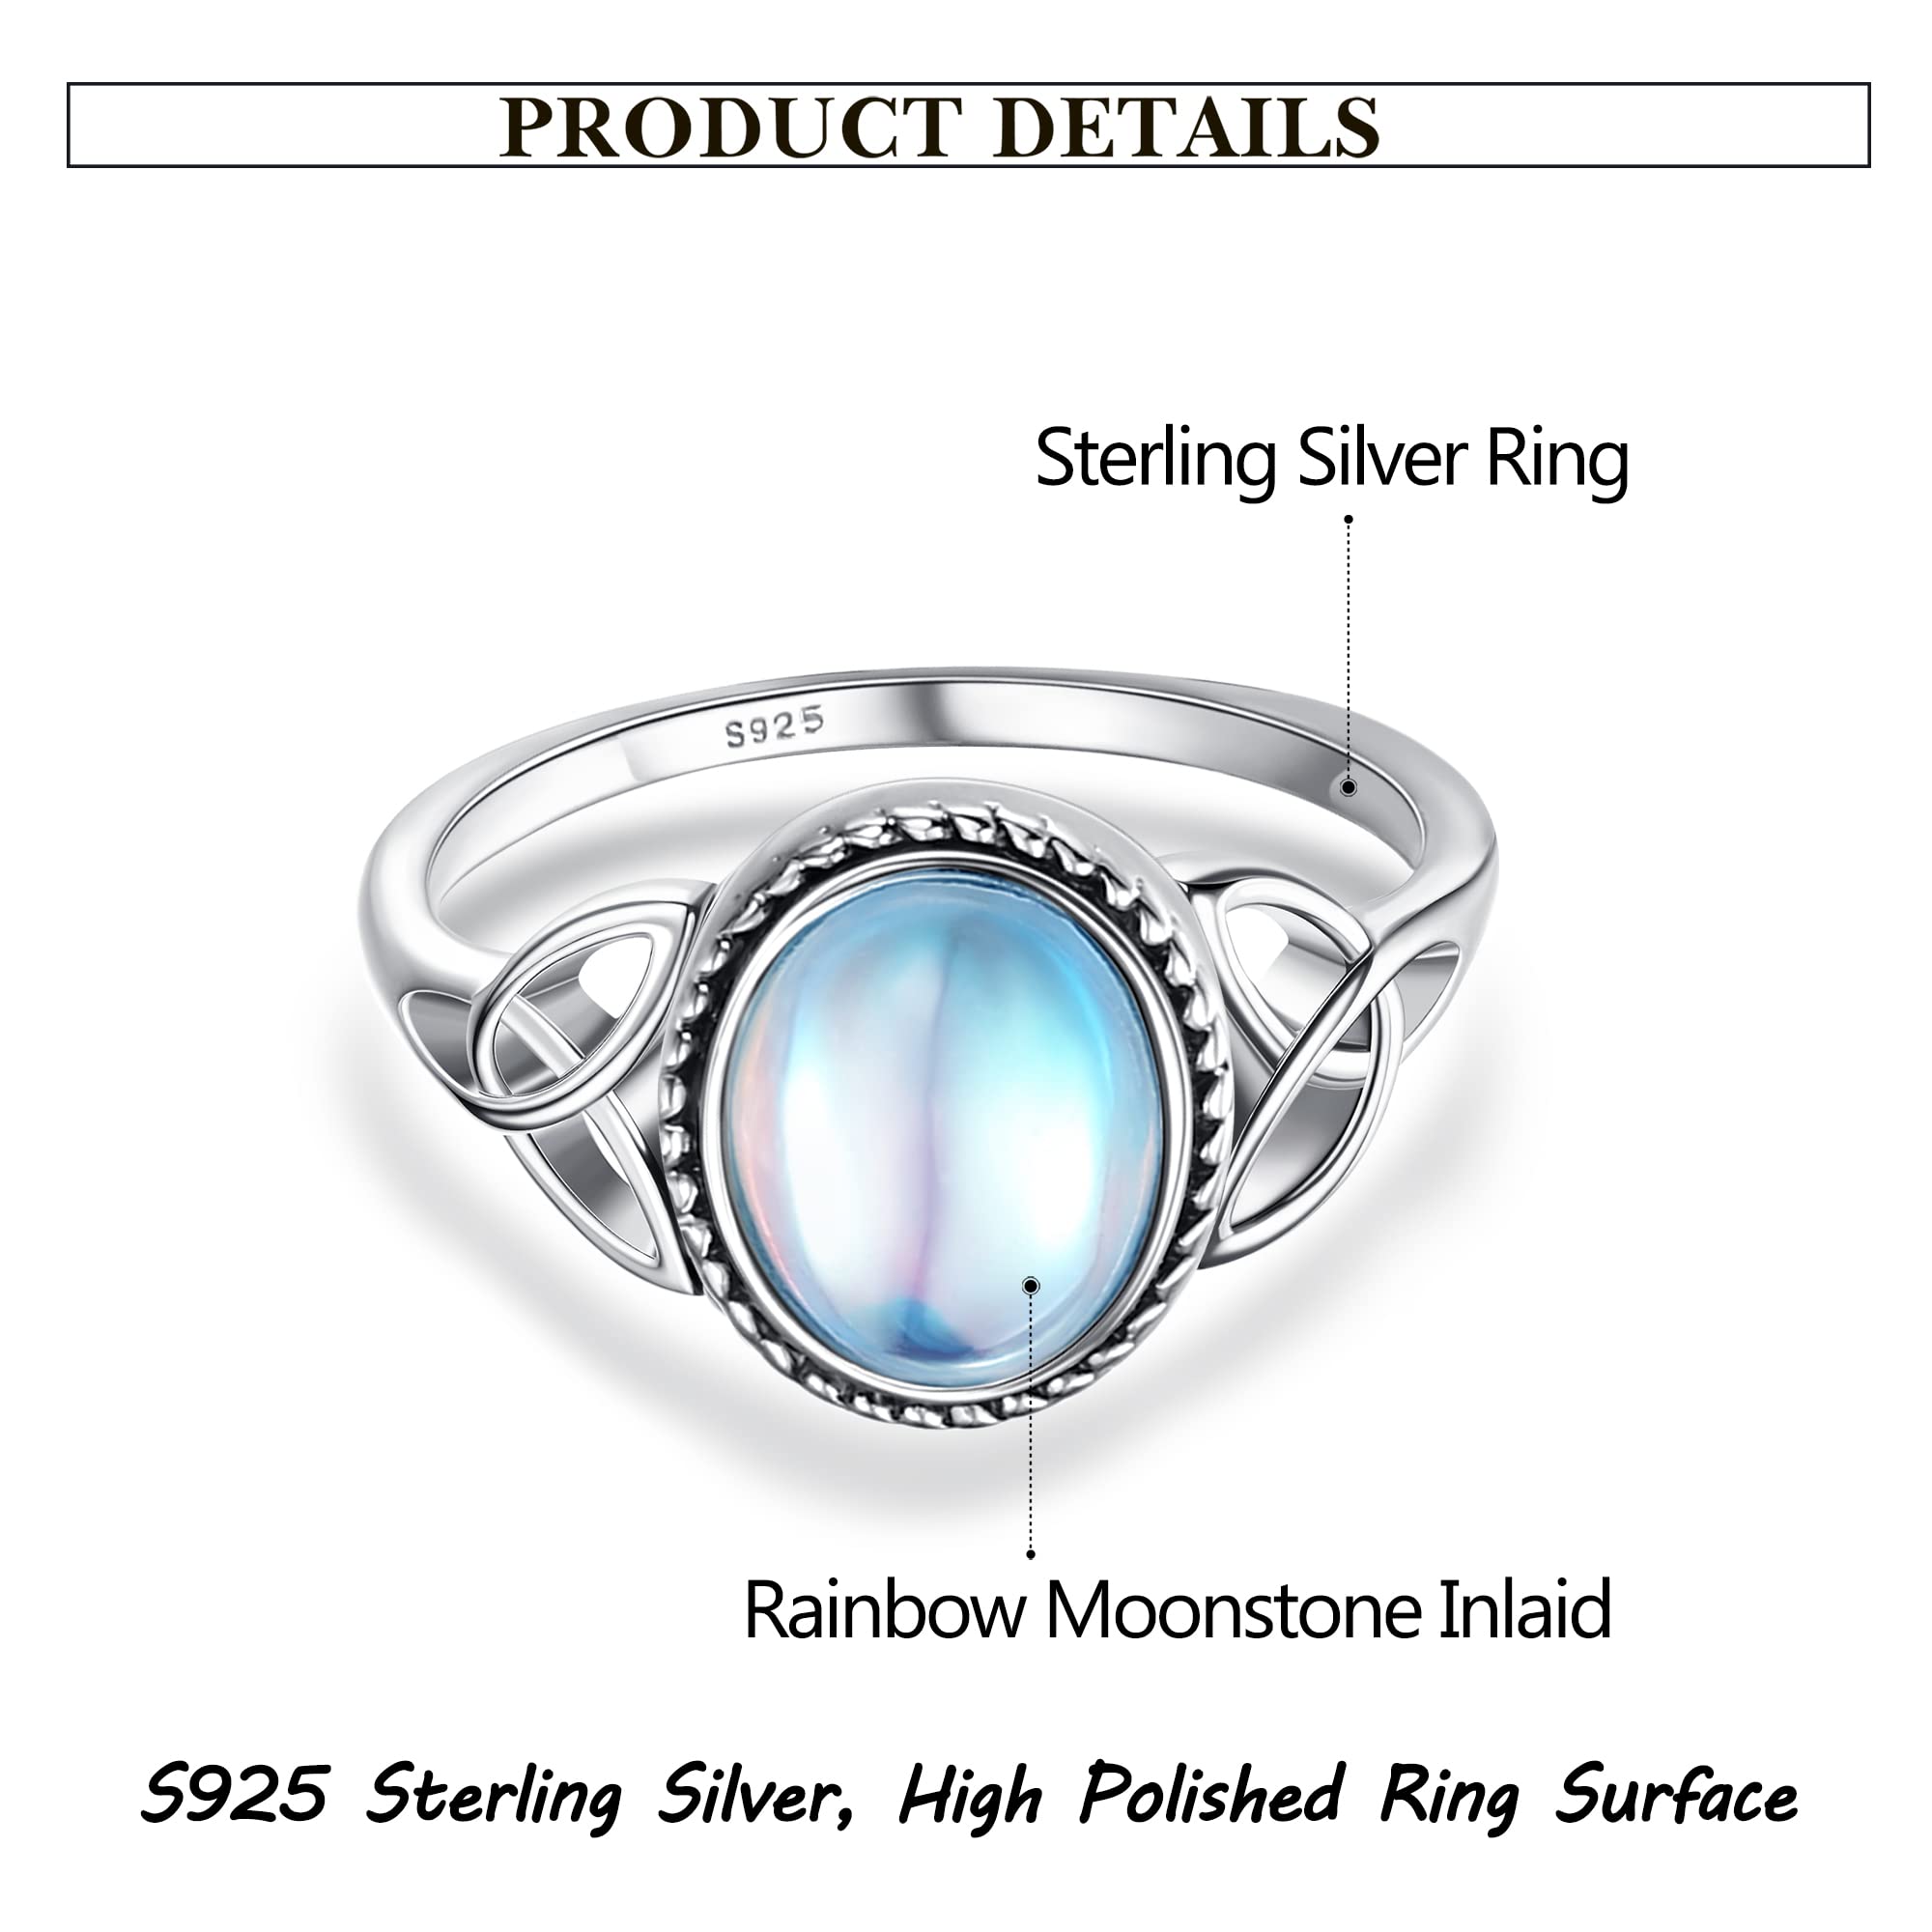 PRODUCT DETAILS
Sterling Silver Ring
S925
Rainbow Moonstone Inlaid
S925 Sterling Silver, High Polished Ring Surface